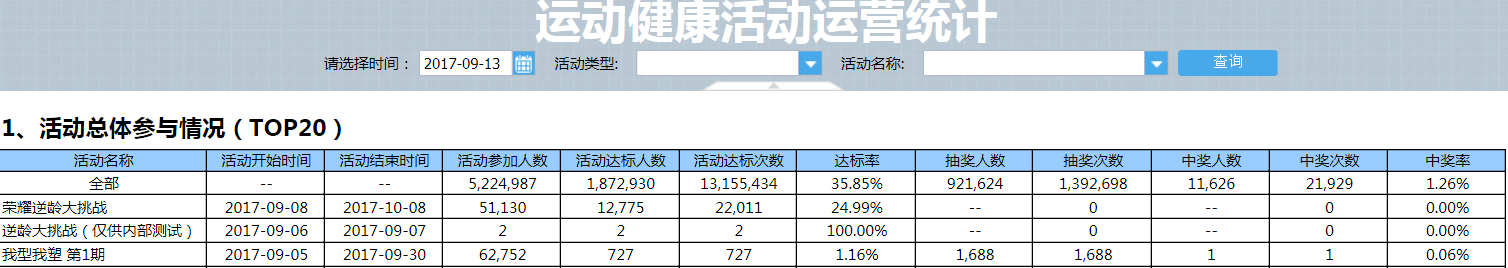 运动健康活动运营统计
请选择时间： 2017-09-13 活动类型: 活动名称: 查询
1、活动总体参与情况（TOP20）
活动名称 活动开始时间 活动结束时间 活动参加人数 活动达标人数 活动达标次数 达标率 抽奖人数 抽奖次数 中奖人数 中奖次数 中奖率
全部 -- -- 5,224,987 1,872,930 13,155,434 35.85% 921,624 1,392,698 11,626 21,929 1.26%
荣耀逆龄大挑战 2017-09-08 2017-10-08 51,130 12,775 22,011 24.99% -- 0 -- 0 0.00%
逆龄大挑战（仅供内部测试） 2017-09-06 2017-09-07 2 2 2 100.00% -- 0 -- 0 0.00%
我型我塑 第1期 2017-09-05 2017-09-30 62,752 727 727 1.16% 1,688 1,688 1 1 0.06%